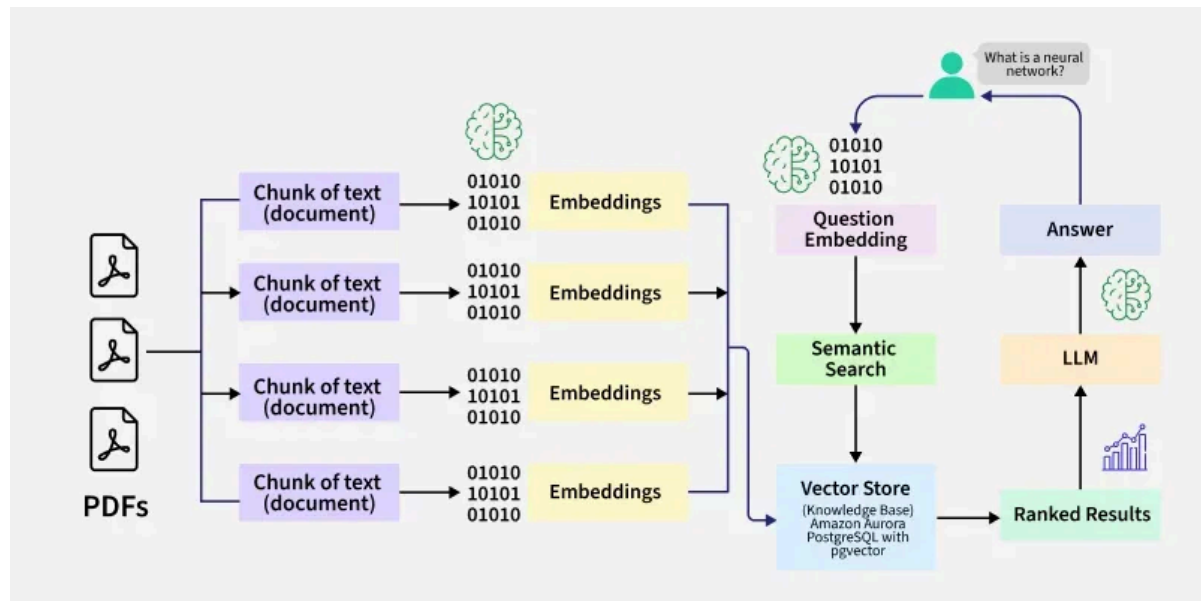 What is a neural
network?
01010
10101
01010
Chunk of text
(document)
01010
10101
01010
Embeddings
Question
Embedding
Answer
Chunk of text
(document)
01010
10101
01010
Embeddings
Semantic
Search
LLM
Chunk of text
(document)
01010
10101
01010
Embeddings
Chunk of text
(document)
01010
10101
01010
Embeddings
Vector Store
(Knowledge Base)
Amazon Aurora
PostgreSQL with
pgvector
Ranked Results
PDFs